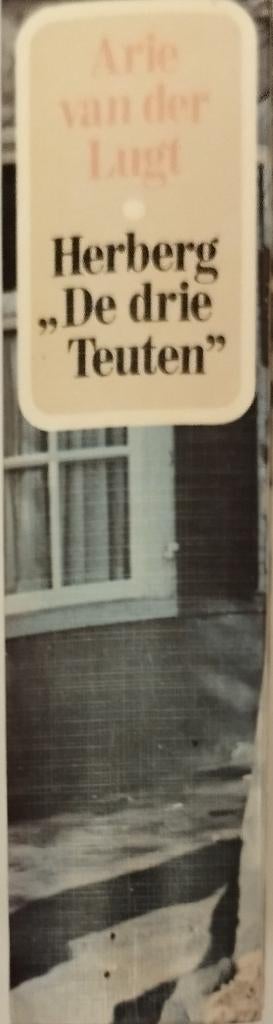 Arie
van der
Lugt
Herberg
„De drie
Teuten”